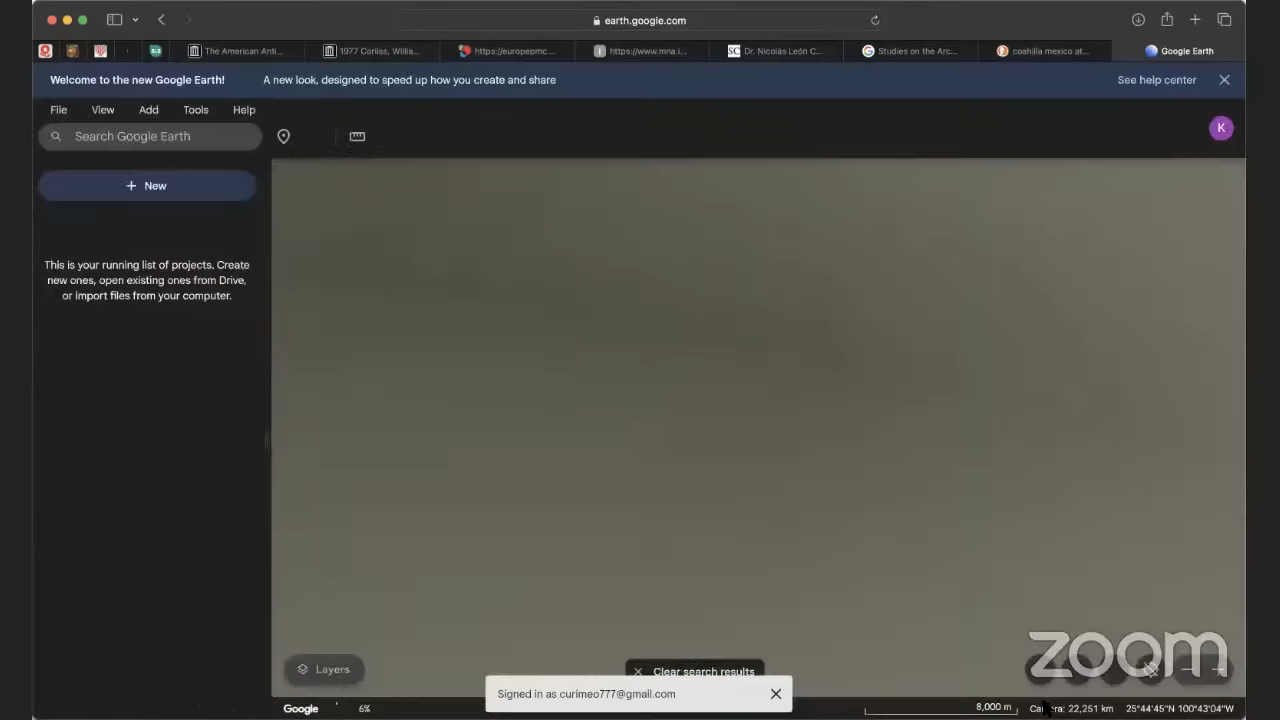 earth.google.com
The American Anti...
1977 Corliss, Willia...
https://europepmc...
https://www.mna.i...
Dr. Nicolás León C...
Studies on the Arc...
coahilla mexico at...
Google Earth
Welcome to the new Google Earth!
A new look, designed to speed up how you create and share
See help center
File
View
Add
Tools
Help
Search Google Earth
K
New
This is your running list of projects. Create
new ones, open existing ones from Drive,
or import files from your computer.
zoom
Layers
Clear search results
Signed in as curimeo777@gmail.com
Google
6%
8,000 m
Camera: 22,251 km
25°44'45"N 100°43'04"W